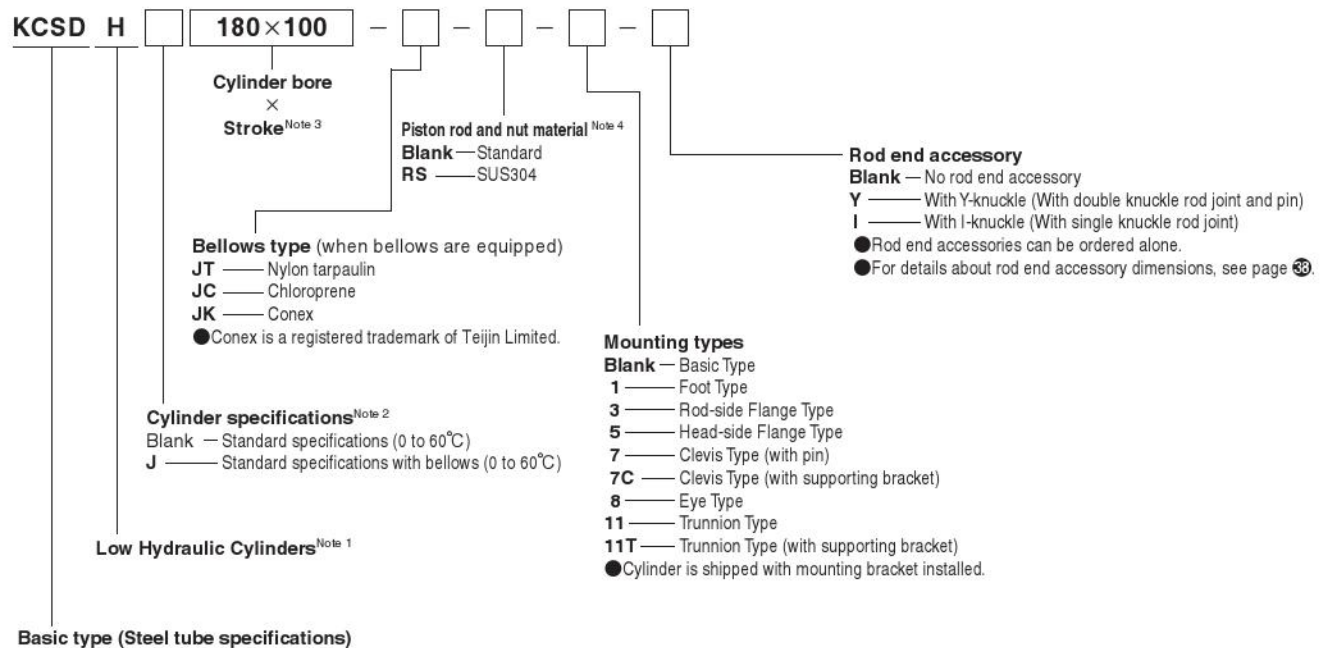 KCSD H □ 180×100 － □ － □ － □ － □
Cylinder bore
×
Stroke Note 3
Piston rod and nut material Note 4
Blank — Standard
RS — SUS304
Rod end accessory
Blank — No rod end accessory
Y — With Y-knuckle (With double knuckle rod joint and pin)
I — With I-knuckle (With single knuckle rod joint)
●Rod end accessories can be ordered alone.
●For details about rod end accessory dimensions, see page 38.
Bellows type (when bellows are equipped)
JT — Nylon tarpaulin
JC — Chloroprene
JK — Conex
●Conex is a registered trademark of Teijin Limited.
Mounting types
Blank — Basic Type
1 — Foot Type
3 — Rod-side Flange Type
5 — Head-side Flange Type
7 — Clevis Type (with pin)
7C — Clevis Type (with supporting bracket)
8 — Eye Type
11 — Trunnion Type
11T — Trunnion Type (with supporting bracket)
●Cylinder is shipped with mounting bracket installed.
Cylinder specifications Note 2
Blank — Standard specifications (0 to 60°C)
J — Standard specifications with bellows (0 to 60°C)
Low Hydraulic Cylinders Note 1
Basic type (Steel tube specifications)